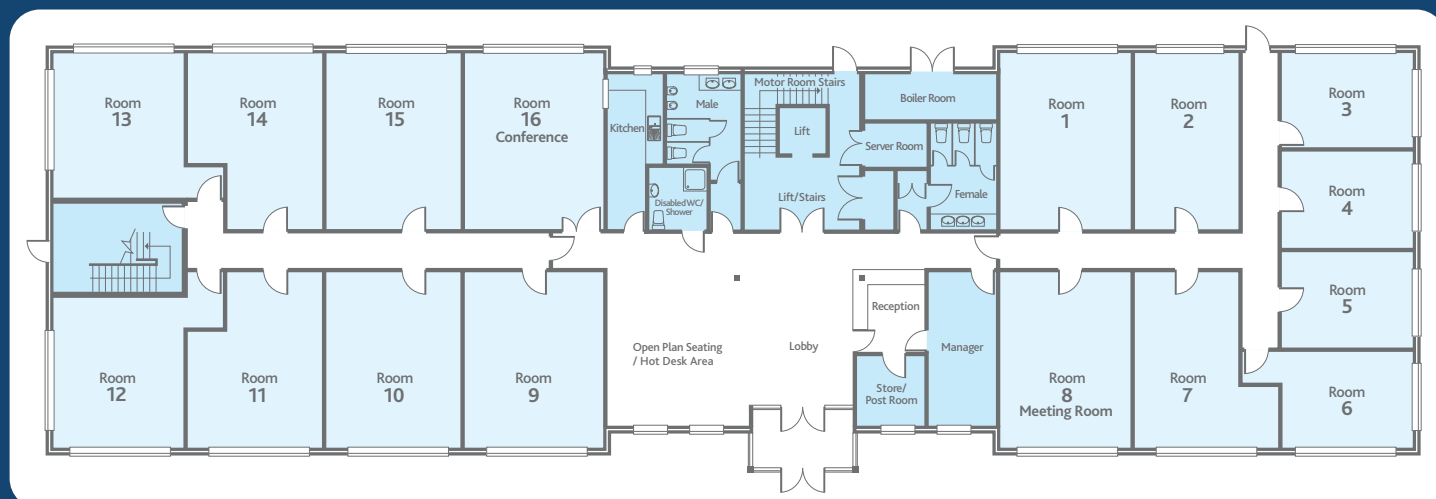 Room
13
Room
14
Room
15
Room
16
Conference
Kitchen
Male
Disabled WC/
Shower
Motor Room Stairs
Lift
Lift/Stairs
Boiler Room
Server Room
Female
Room
1
Room
2
Room
3
Room
4
Room
5
Room
6
Room
12
Room
11
Room
10
Room
9
Open Plan Seating
/ Hot Desk Area
Lobby
Reception
Store/
Post Room
Manager
Room
8
Meeting Room
Room
7